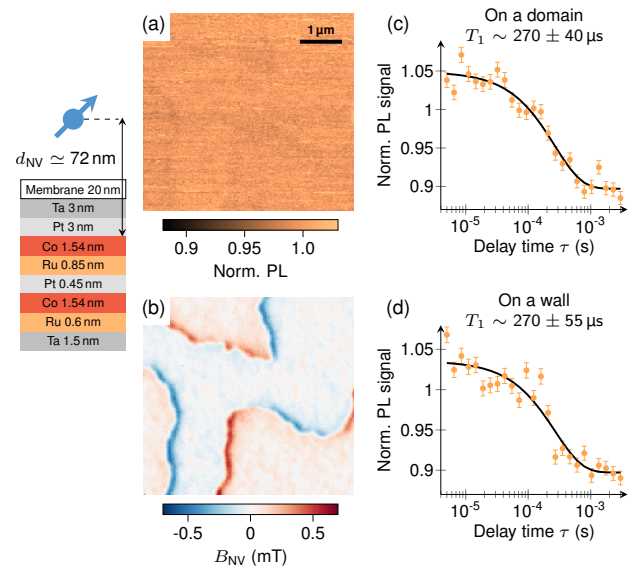 d_NV ≃ 72 nm
Membrane 20 nm
Ta 3 nm
Pt 3 nm
Co 1.54 nm
Ru 0.85 nm
Pt 0.45 nm
Co 1.54 nm
Ru 0.6 nm
Ta 1.5 nm
(a)
1 μm
0.9 0.95 1.0
Norm. PL
(b)
-0.5 0 0.5
B_NV (mT)
(c)
On a domain
T_1 ∼ 270 ± 40 μs
Norm. PL signal
1.05
1
0.95
0.9
10^-5 10^-4 10^-3
Delay time τ (s)
(d)
On a wall
T_1 ∼ 270 ± 55 μs
Norm. PL signal
1.05
1
0.95
0.9
10^-5 10^-4 10^-3
Delay time τ (s)